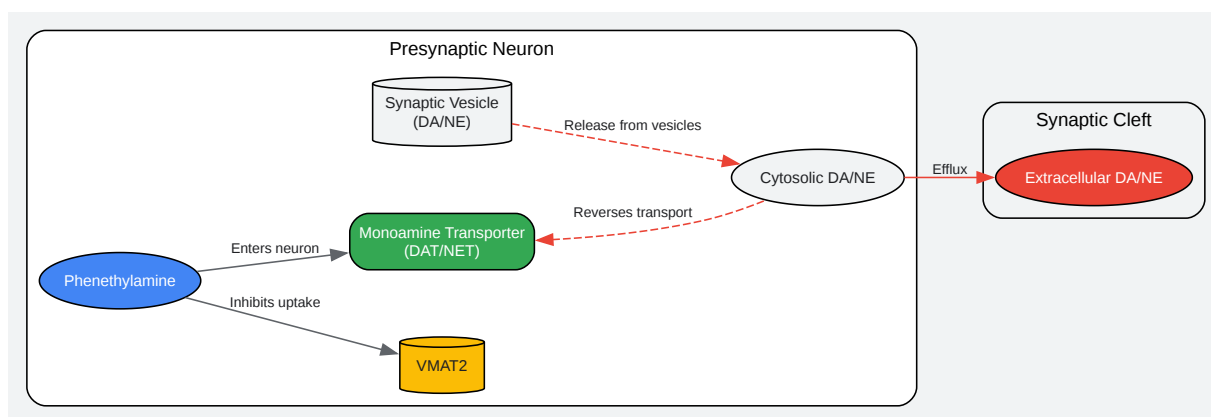 Presynaptic Neuron
Synaptic Vesicle
(DA/NE)
Release from vesicles
Synaptic Cleft
Cytosolic DA/NE
Efflux
Extracellular DA/NE
Reverses transport
Monoamine Transporter
(DAT/NET)
Enters neuron
Phenethylamine
Inhibits uptake
VMAT2